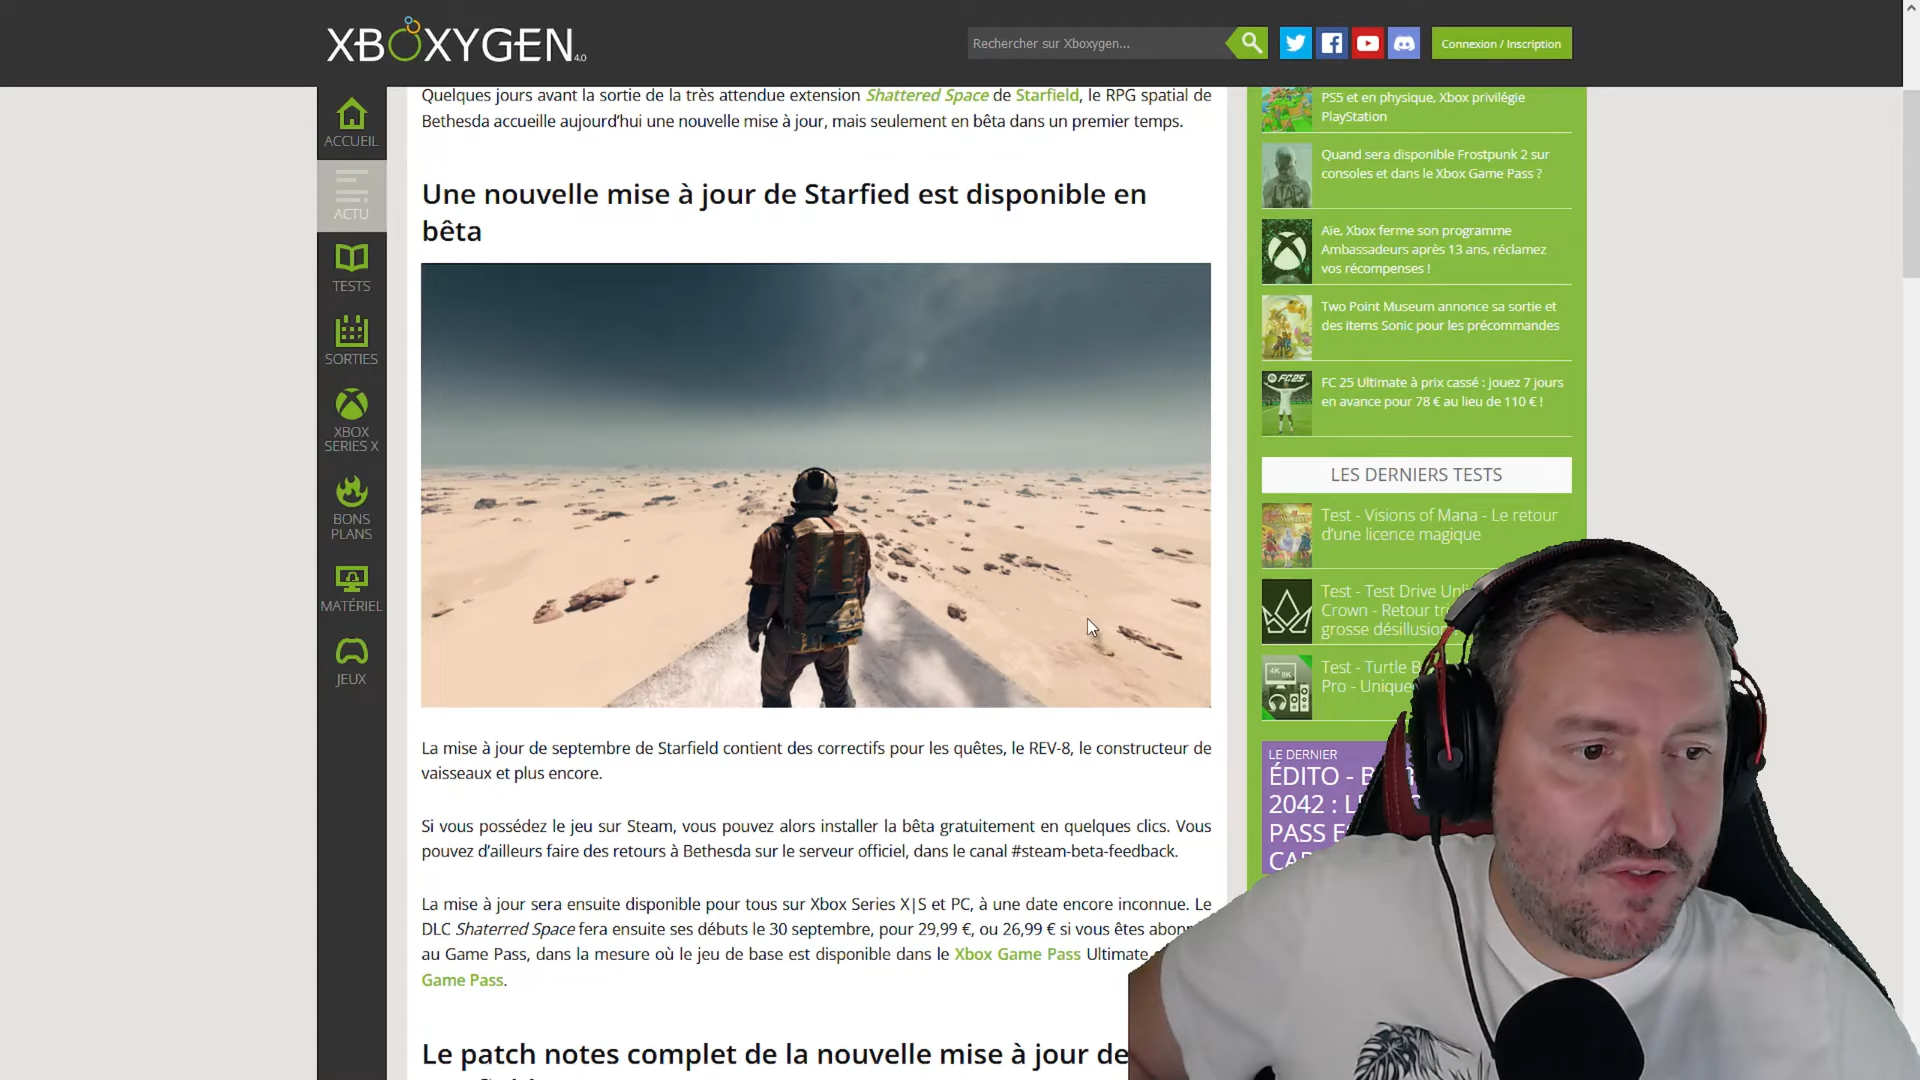 XBOXYGEN 4.0
Rechercher sur Xboxygen...
Connexion / Inscription
ACCUEIL
ACTU
TESTS
SORTIES
XBOX
SERIES X
BONS
PLANS
MATÉRIEL
JEUX
Quelques jours avant la sortie de la très attendue extension Shattered Space de Starfield, le RPG spatial de
Bethesda accueille aujourd'hui une nouvelle mise à jour, mais seulement en bêta dans un premier temps.
Une nouvelle mise à jour de Starfied est disponible en
bêta
La mise à jour de septembre de Starfield contient des correctifs pour les quêtes, le REV-8, le constructeur de
vaisseaux et plus encore.
Si vous possédez le jeu sur Steam, vous pouvez alors installer la bêta gratuitement en quelques clics. Vous
pouvez d'ailleurs faire des retours à Bethesda sur le serveur officiel, dans le canal #steam-beta-feedback.
La mise à jour sera ensuite disponible pour tous sur Xbox Series X|S et PC, à une date encore inconnue. Le
DLC Shaterred Space fera ensuite ses débuts le 30 septembre, pour 29,99 €, ou 26,99 € si vous êtes
au Game Pass, dans la mesure où le jeu de base est disponible dans le Xbox Game Pass Ultimate
Game Pass.
Le patch notes complet de la nouvelle mise à jour de
PS5 et en physique, Xbox privilégie
PlayStation
Quand sera disponible Frostpunk 2 sur
consoles et dans le Xbox Game Pass ?
Aïe, Xbox ferme son programme
Ambassadeurs après 13 ans, réclamez
vos récompenses !
Two Point Museum annonce sa sortie et
des items Sonic pour les précommandes
FC 25 Ultimate à prix cassé : jouez 7 jours
en avance pour 78 € au lieu de 110 € !
LES DERNIERS TESTS
Test - Visions of Mana - Le retour
d'une licence magique
Test - Test Drive
Crown - Retour
grosse désillusion
Test - Turtle
Pro - Unique
LE DERNIER
ÉDITO -
2042 :
PASS